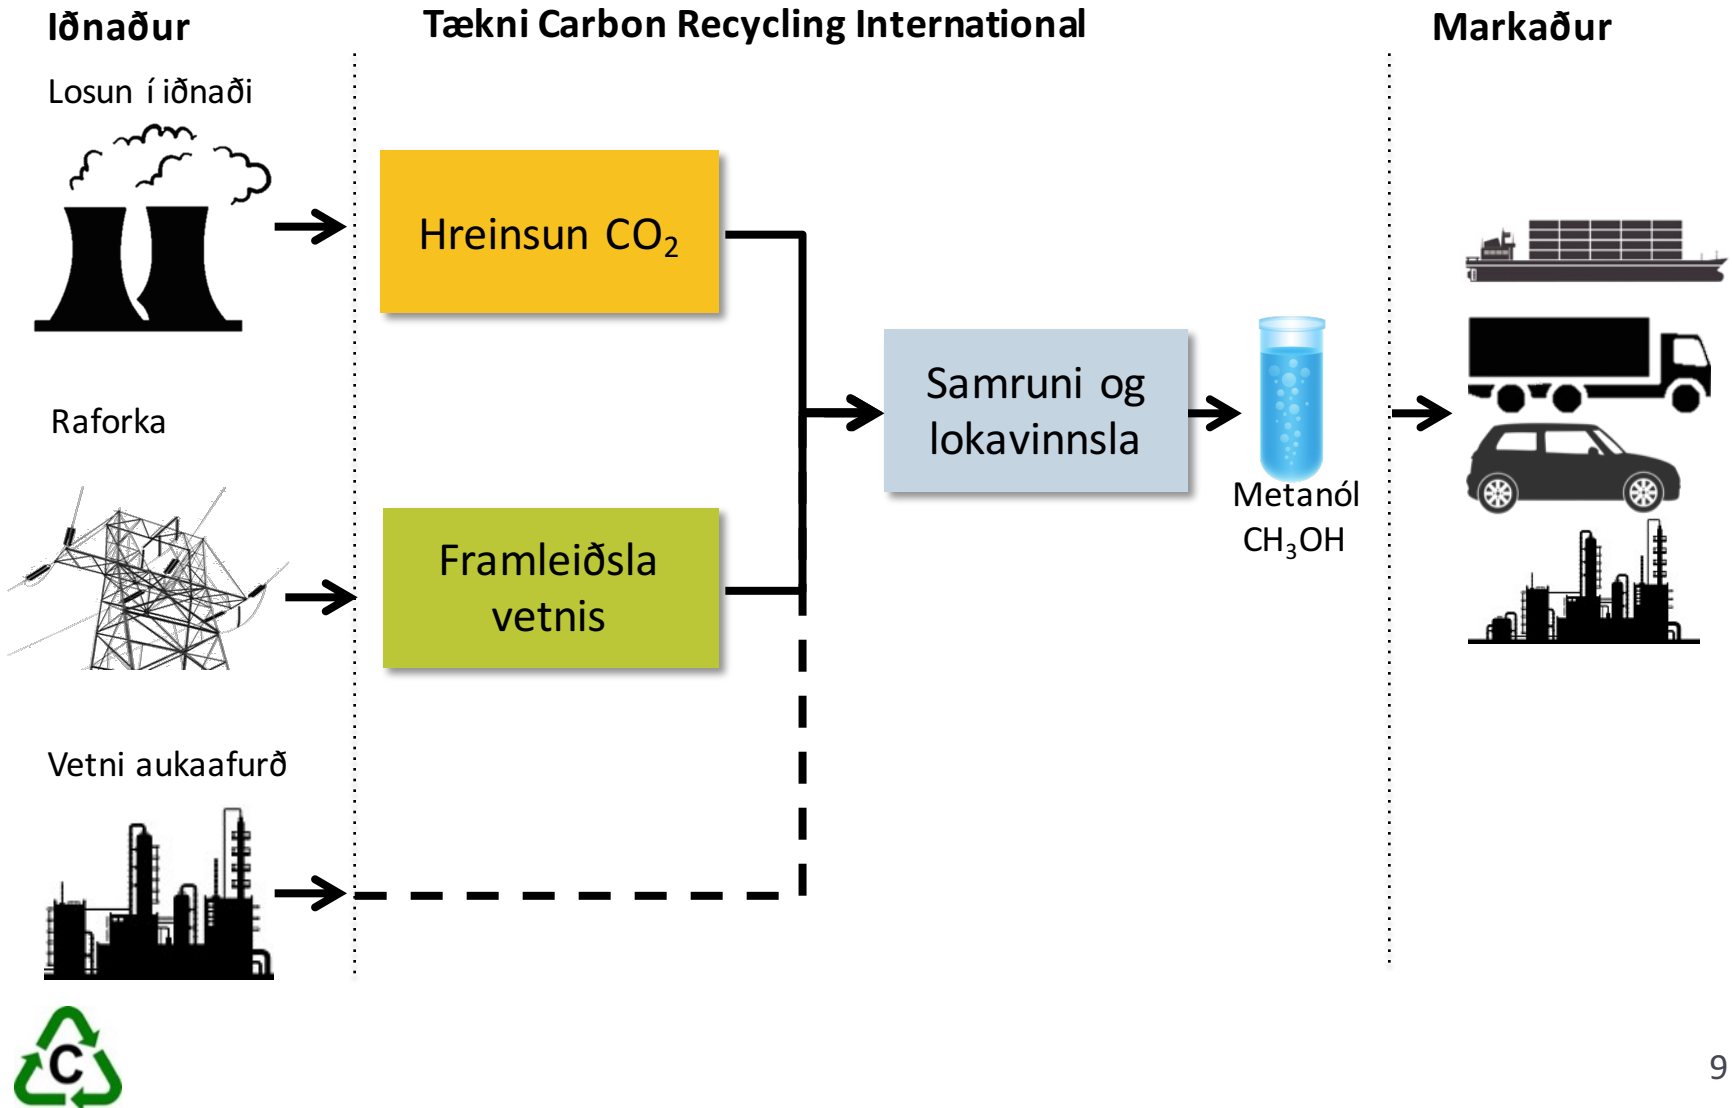 Iðnaður
Tækni Carbon Recycling International
Markaður
Losun í iðnaði
Hreinsun CO₂
Samruni og
lokavinnsla
Raforka
Metanól
CH₃OH
Framleiðsla
vetnis
Vetni aukaafurð
C
9